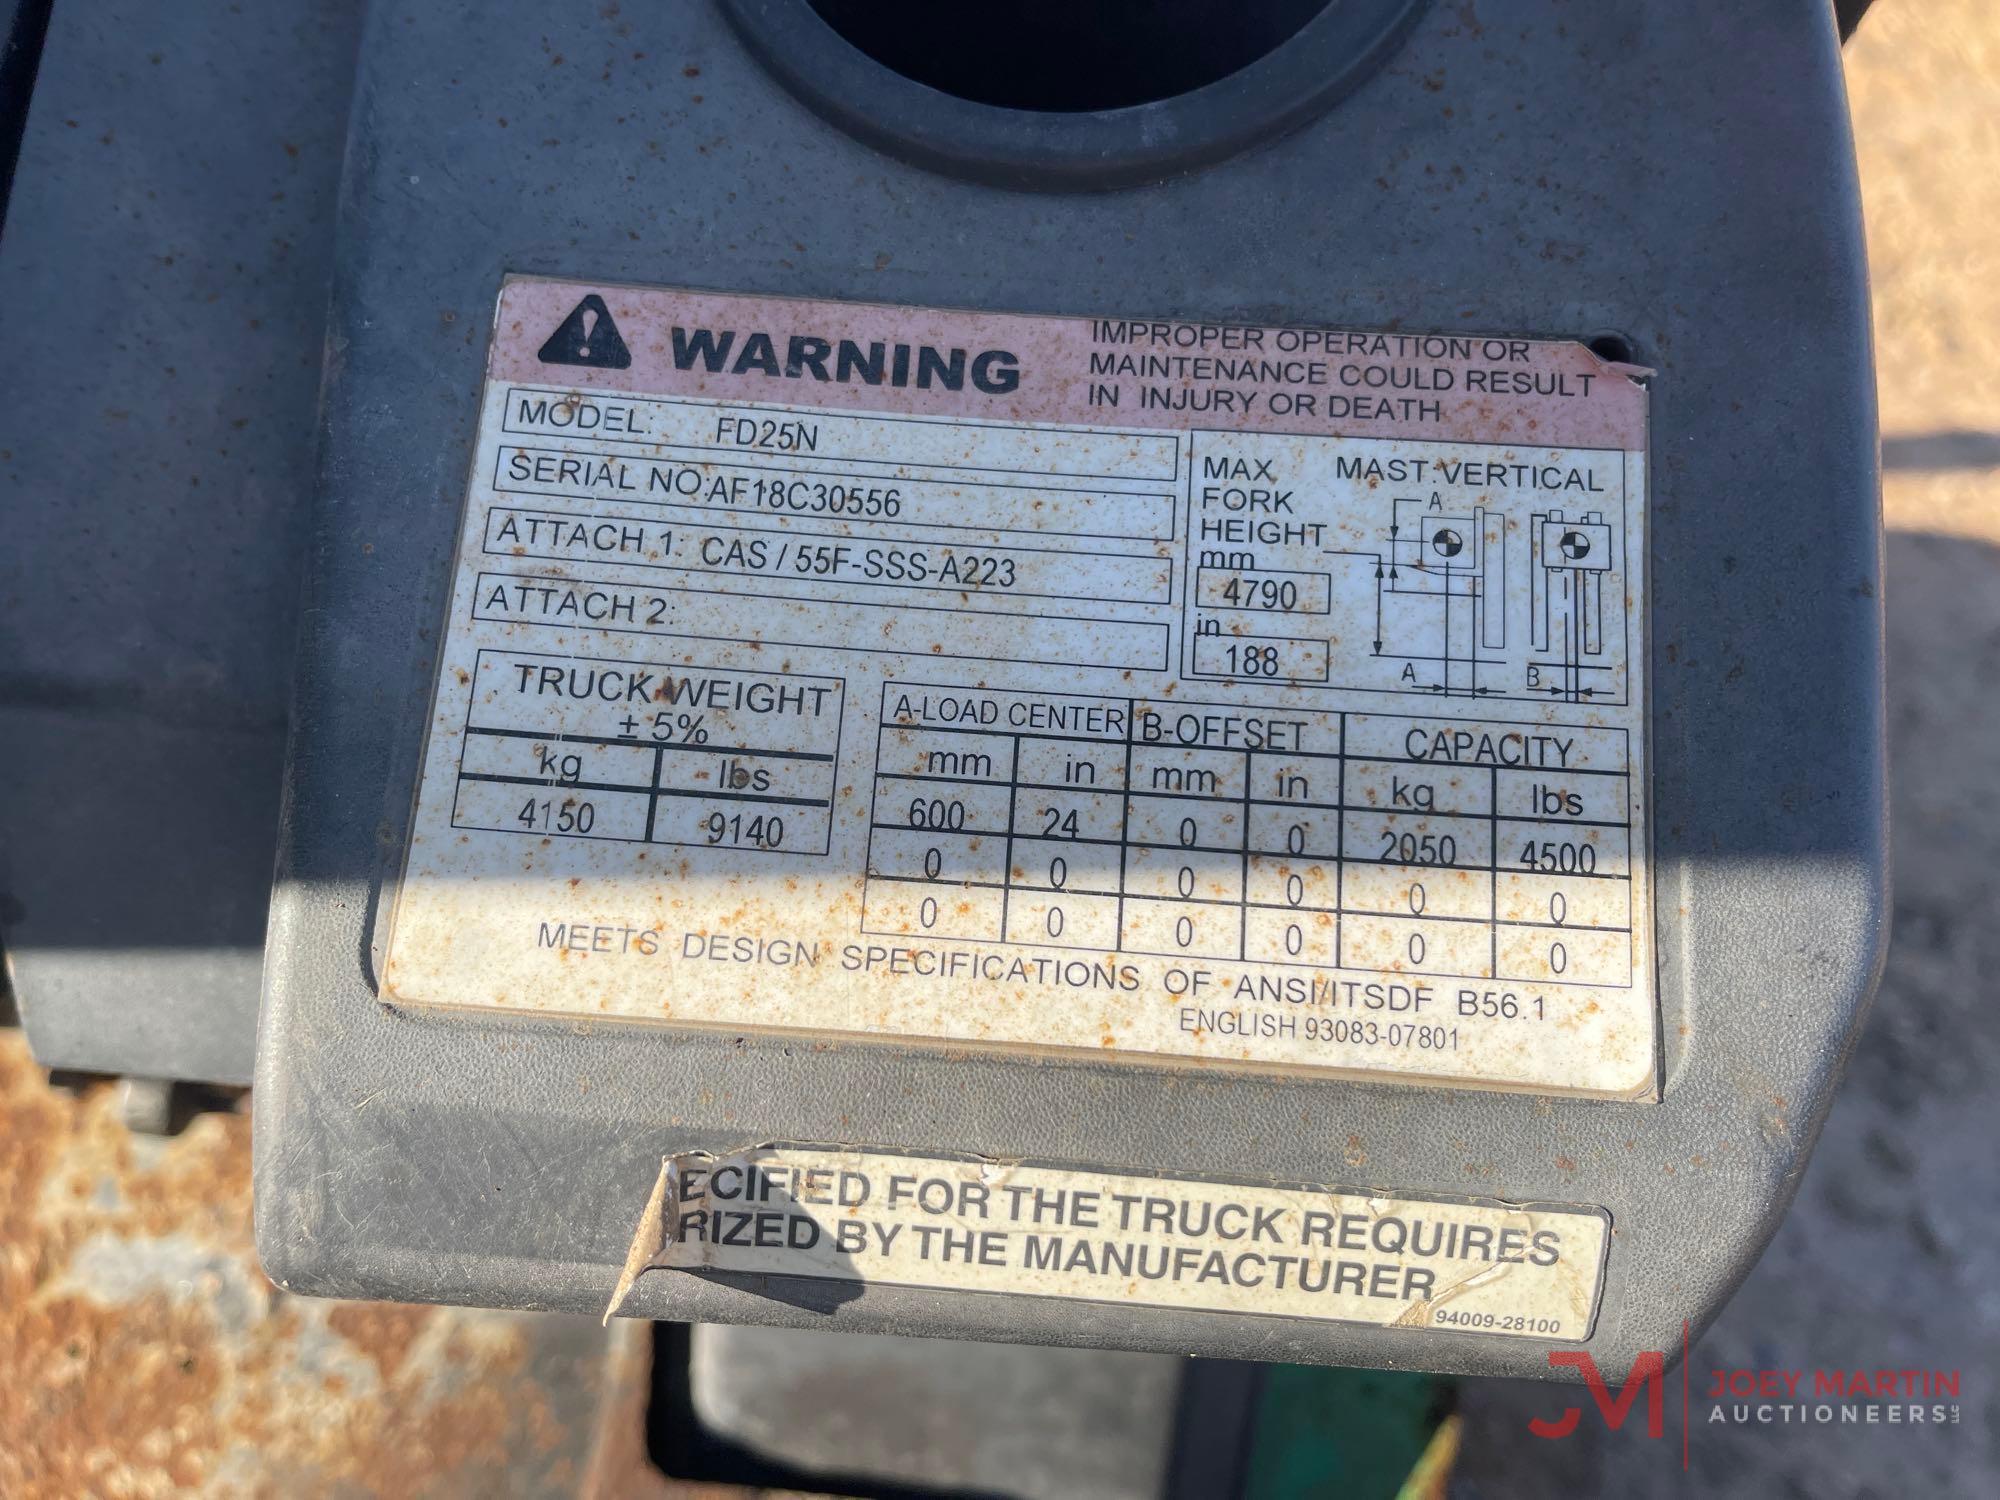 WARNING
IMPROPER OPERATION OR
MAINTENANCE COULD RESULT
IN INJURY OR DEATH
MODEL: FD25N
SERIAL NO: AF18C30556
ATTACH 1: CAS / 55F-SSS-A223
ATTACH 2:
MAX FORK HEIGHT
mm
4790
in
188
MAST: VERTICAL
A
A
B
TRUCK WEIGHT
± 5%
kg lbs
4150 9140
A-LOAD CENTER B-OFFSET CAPACITY
mm in mm in kg lbs
600 24 0 0 2050 4500
0 0 0 0 0 0
0 0 0 0 0 0
MEETS DESIGN SPECIFICATIONS OF ANSI/ITSDF B56.1
ENGLISH 93083-07801
ECIFIED FOR THE TRUCK REQUIRES
RIZED BY THE MANUFACTURER
94009-28100
JM JOEY MARTIN
AUCTIONEERS LLC